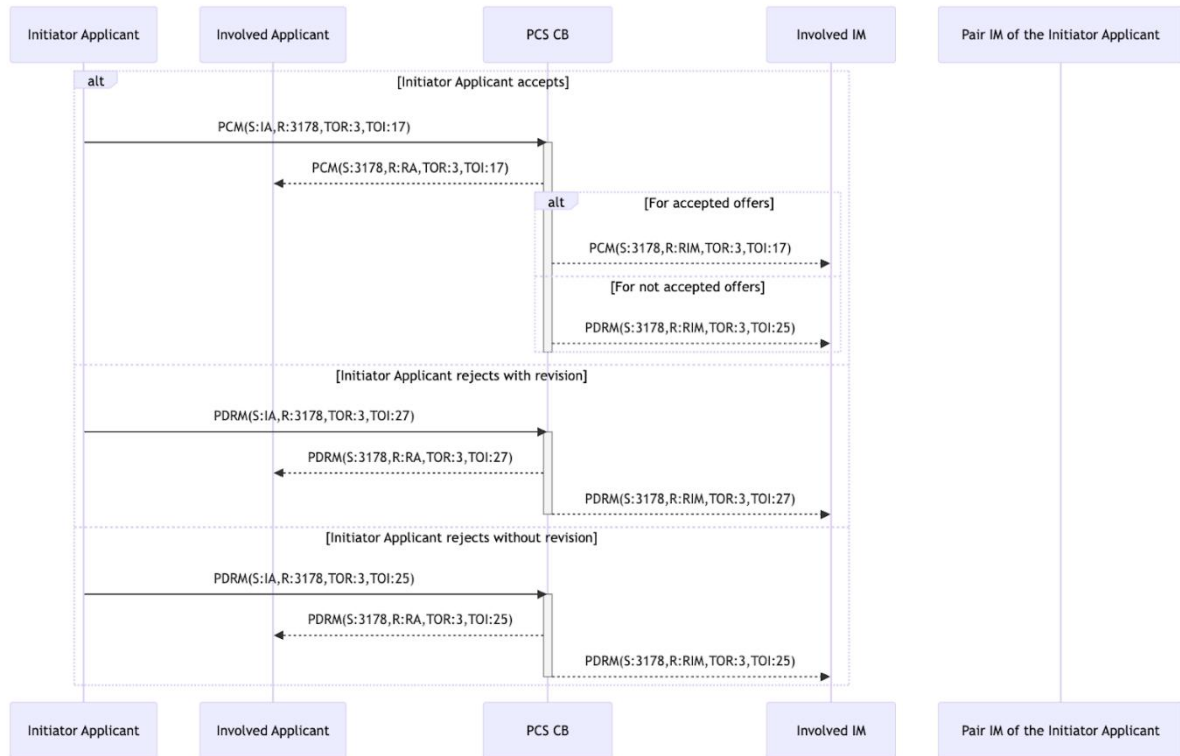 Initiator Applicant
Involved Applicant
PCS CB
Involved IM
Pair IM of the Initiator Applicant
alt
[Initiator Applicant accepts]
PCM(S:IA,R:3178,TOR:3,TOI:17)
PCM(S:3178,R:RA,TOR:3,TOI:17)
alt
[For accepted offers]
PCM(S:3178,R:RIM,TOR:3,TOI:17)
[For not accepted offers]
PDRM(S:3178,R:RIM,TOR:3,TOI:25)
[Initiator Applicant rejects with revision]
PDRM(S:IA,R:3178,TOR:3,TOI:27)
PDRM(S:3178,R:RA,TOR:3,TOI:27)
PDRM(S:3178,R:RIM,TOR:3,TOI:27)
[Initiator Applicant rejects without revision]
PDRM(S:IA,R:3178,TOR:3,TOI:25)
PDRM(S:3178,R:RA,TOR:3,TOI:25)
PDRM(S:3178,R:RIM,TOR:3,TOI:25)
Initiator Applicant
Involved Applicant
PCS CB
Involved IM
Pair IM of the Initiator Applicant